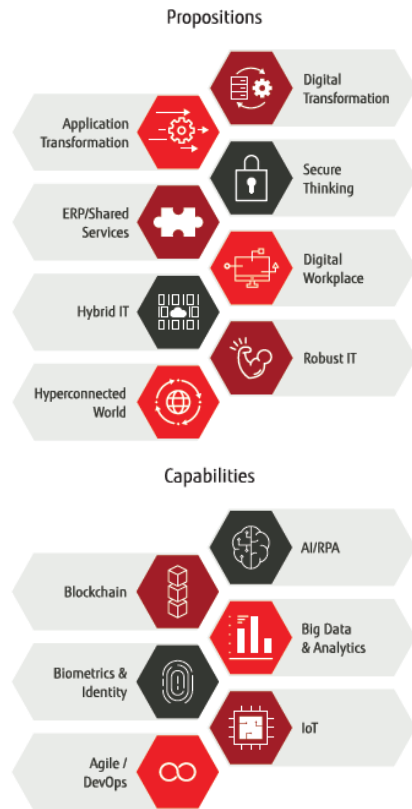 Propositions
Digital
Transformation
Application
Transformation
Secure
Thinking
ERP/Shared
Services
Digital
Workplace
Hybrid IT
Robust IT
Hyperconnected
World
Capabilities
AI/RPA
Blockchain
Big Data
& Analytics
Biometrics &
Identity
IoT
Agile /
DevOps